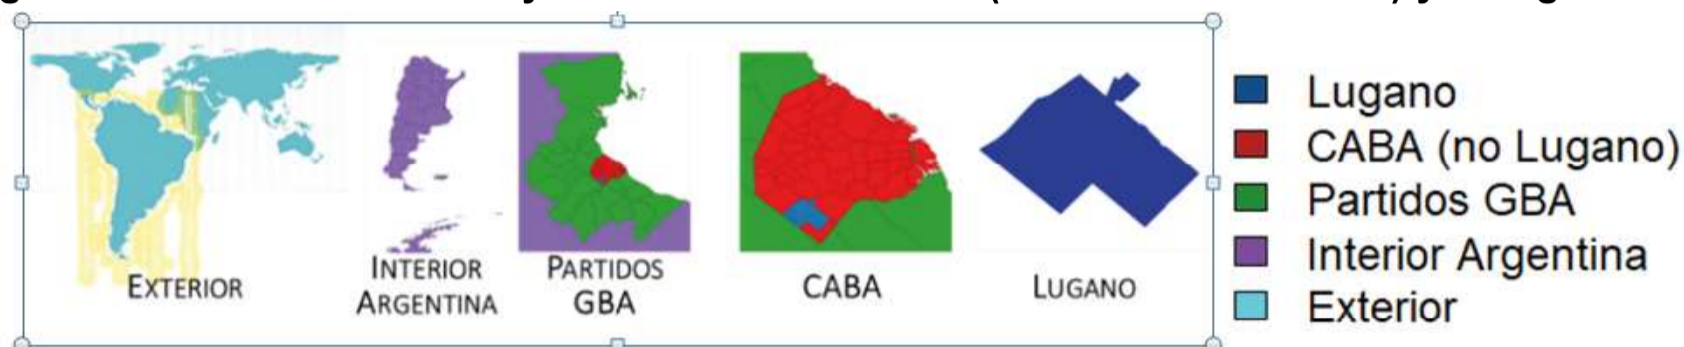 EXTERIOR
INTERIOR
ARGENTINA
PARTIDOS
GBA
CABA
LUGANO
Lugano
CABA (no Lugano)
Partidos GBA
Interior Argentina
Exterior